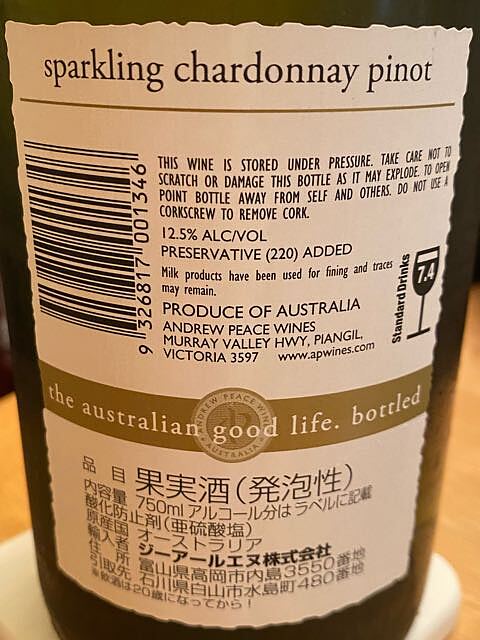 sparkling chardonnay pinot
THIS WINE IS STORED UNDER PRESSURE. TAKE CARE NOT TO
SCRATCH OR DAMAGE THIS BOTTLE AS IT MAY EXPLODE. TO OPEN
POINT BOTTLE AWAY FROM SELF AND OTHERS. DO NOT USE A
CORKSCREW TO REMOVE CORK.
12.5% ALC/VOL
PRESERVATIVE (220) ADDED
Milk products have been used for fining and traces
may remain.
PRODUCE OF AUSTRALIA
ANDREW PEACE WINES
MURRAY VALLEY HWY, PIANGIL,
VICTORIA 3597 www.apwines.com
9 326817 001346
Standard Drinks
7.4
the australian good life. bottled
ANDREW PEACE WINES
AUSTRALIA
品目 果実酒(発泡性)
内容量 750ml アルコール分はラベルに記載
酸化防止剤(亜硫酸塩)
原産国 オーストラリア
輸入者 ジーアールエヌ株式会社
住所 富山県高岡市内島3550番地
引取先 石川県白山市水島町480番地
※飲酒は20歳になってから!